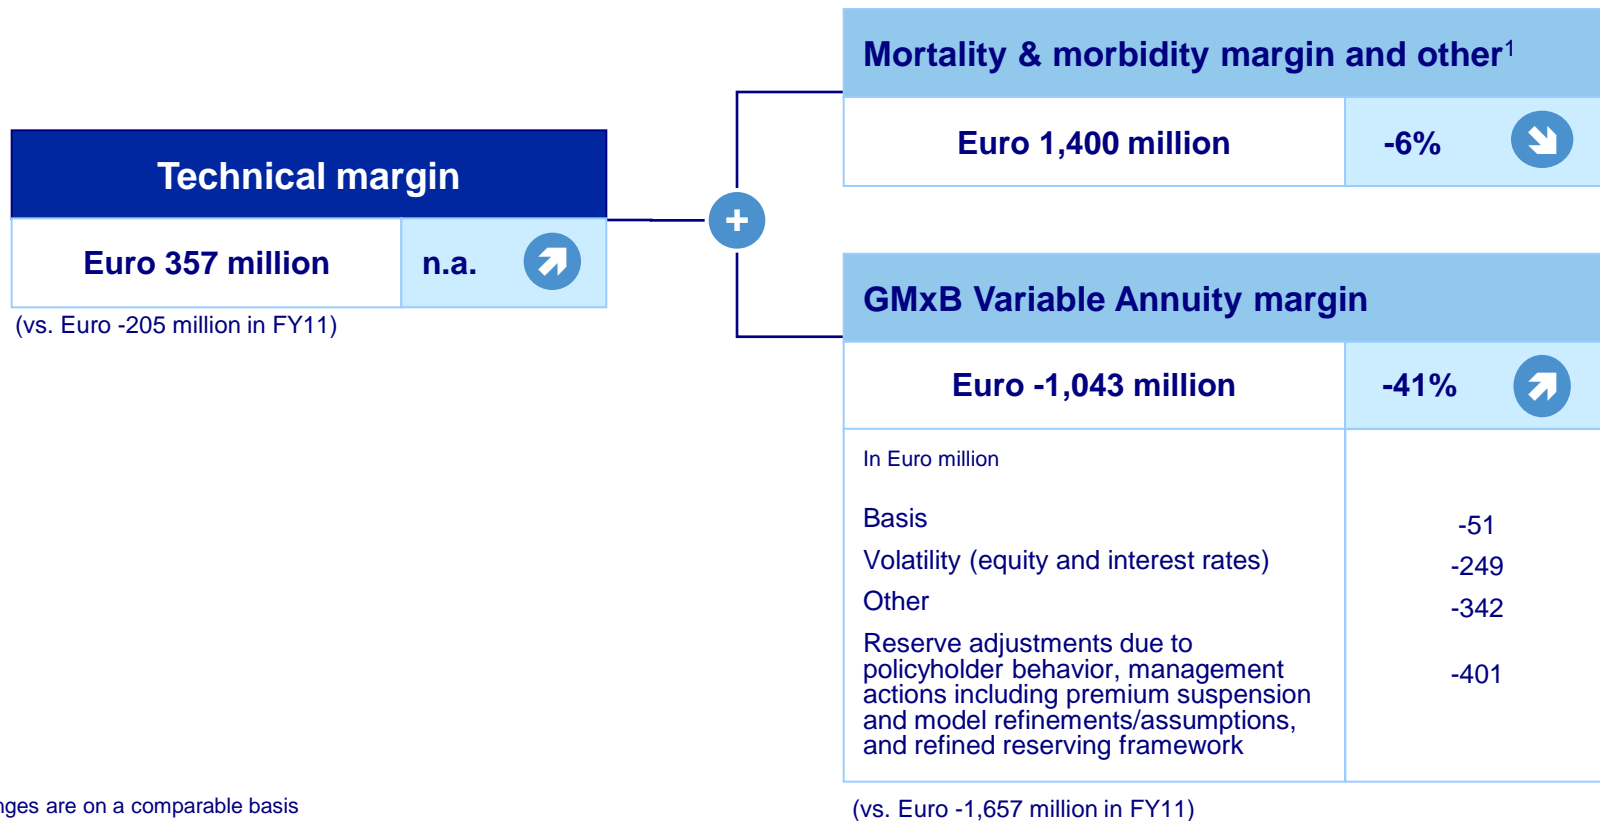 Technical margin
Euro 357 million n.a.
(vs. Euro -205 million in FY11)
+
Mortality & morbidity margin and other1
Euro 1,400 million -6%
GMxB Variable Annuity margin
Euro -1,043 million -41%
In Euro million
Basis -51
Volatility (equity and interest rates) -249
Other -342
Reserve adjustments due to
policyholder behavior, management
actions including premium suspension -401
and model refinements/assumptions,
and refined reserving framework
(vs. Euro -1,657 million in FY11)
are on a comparable basis